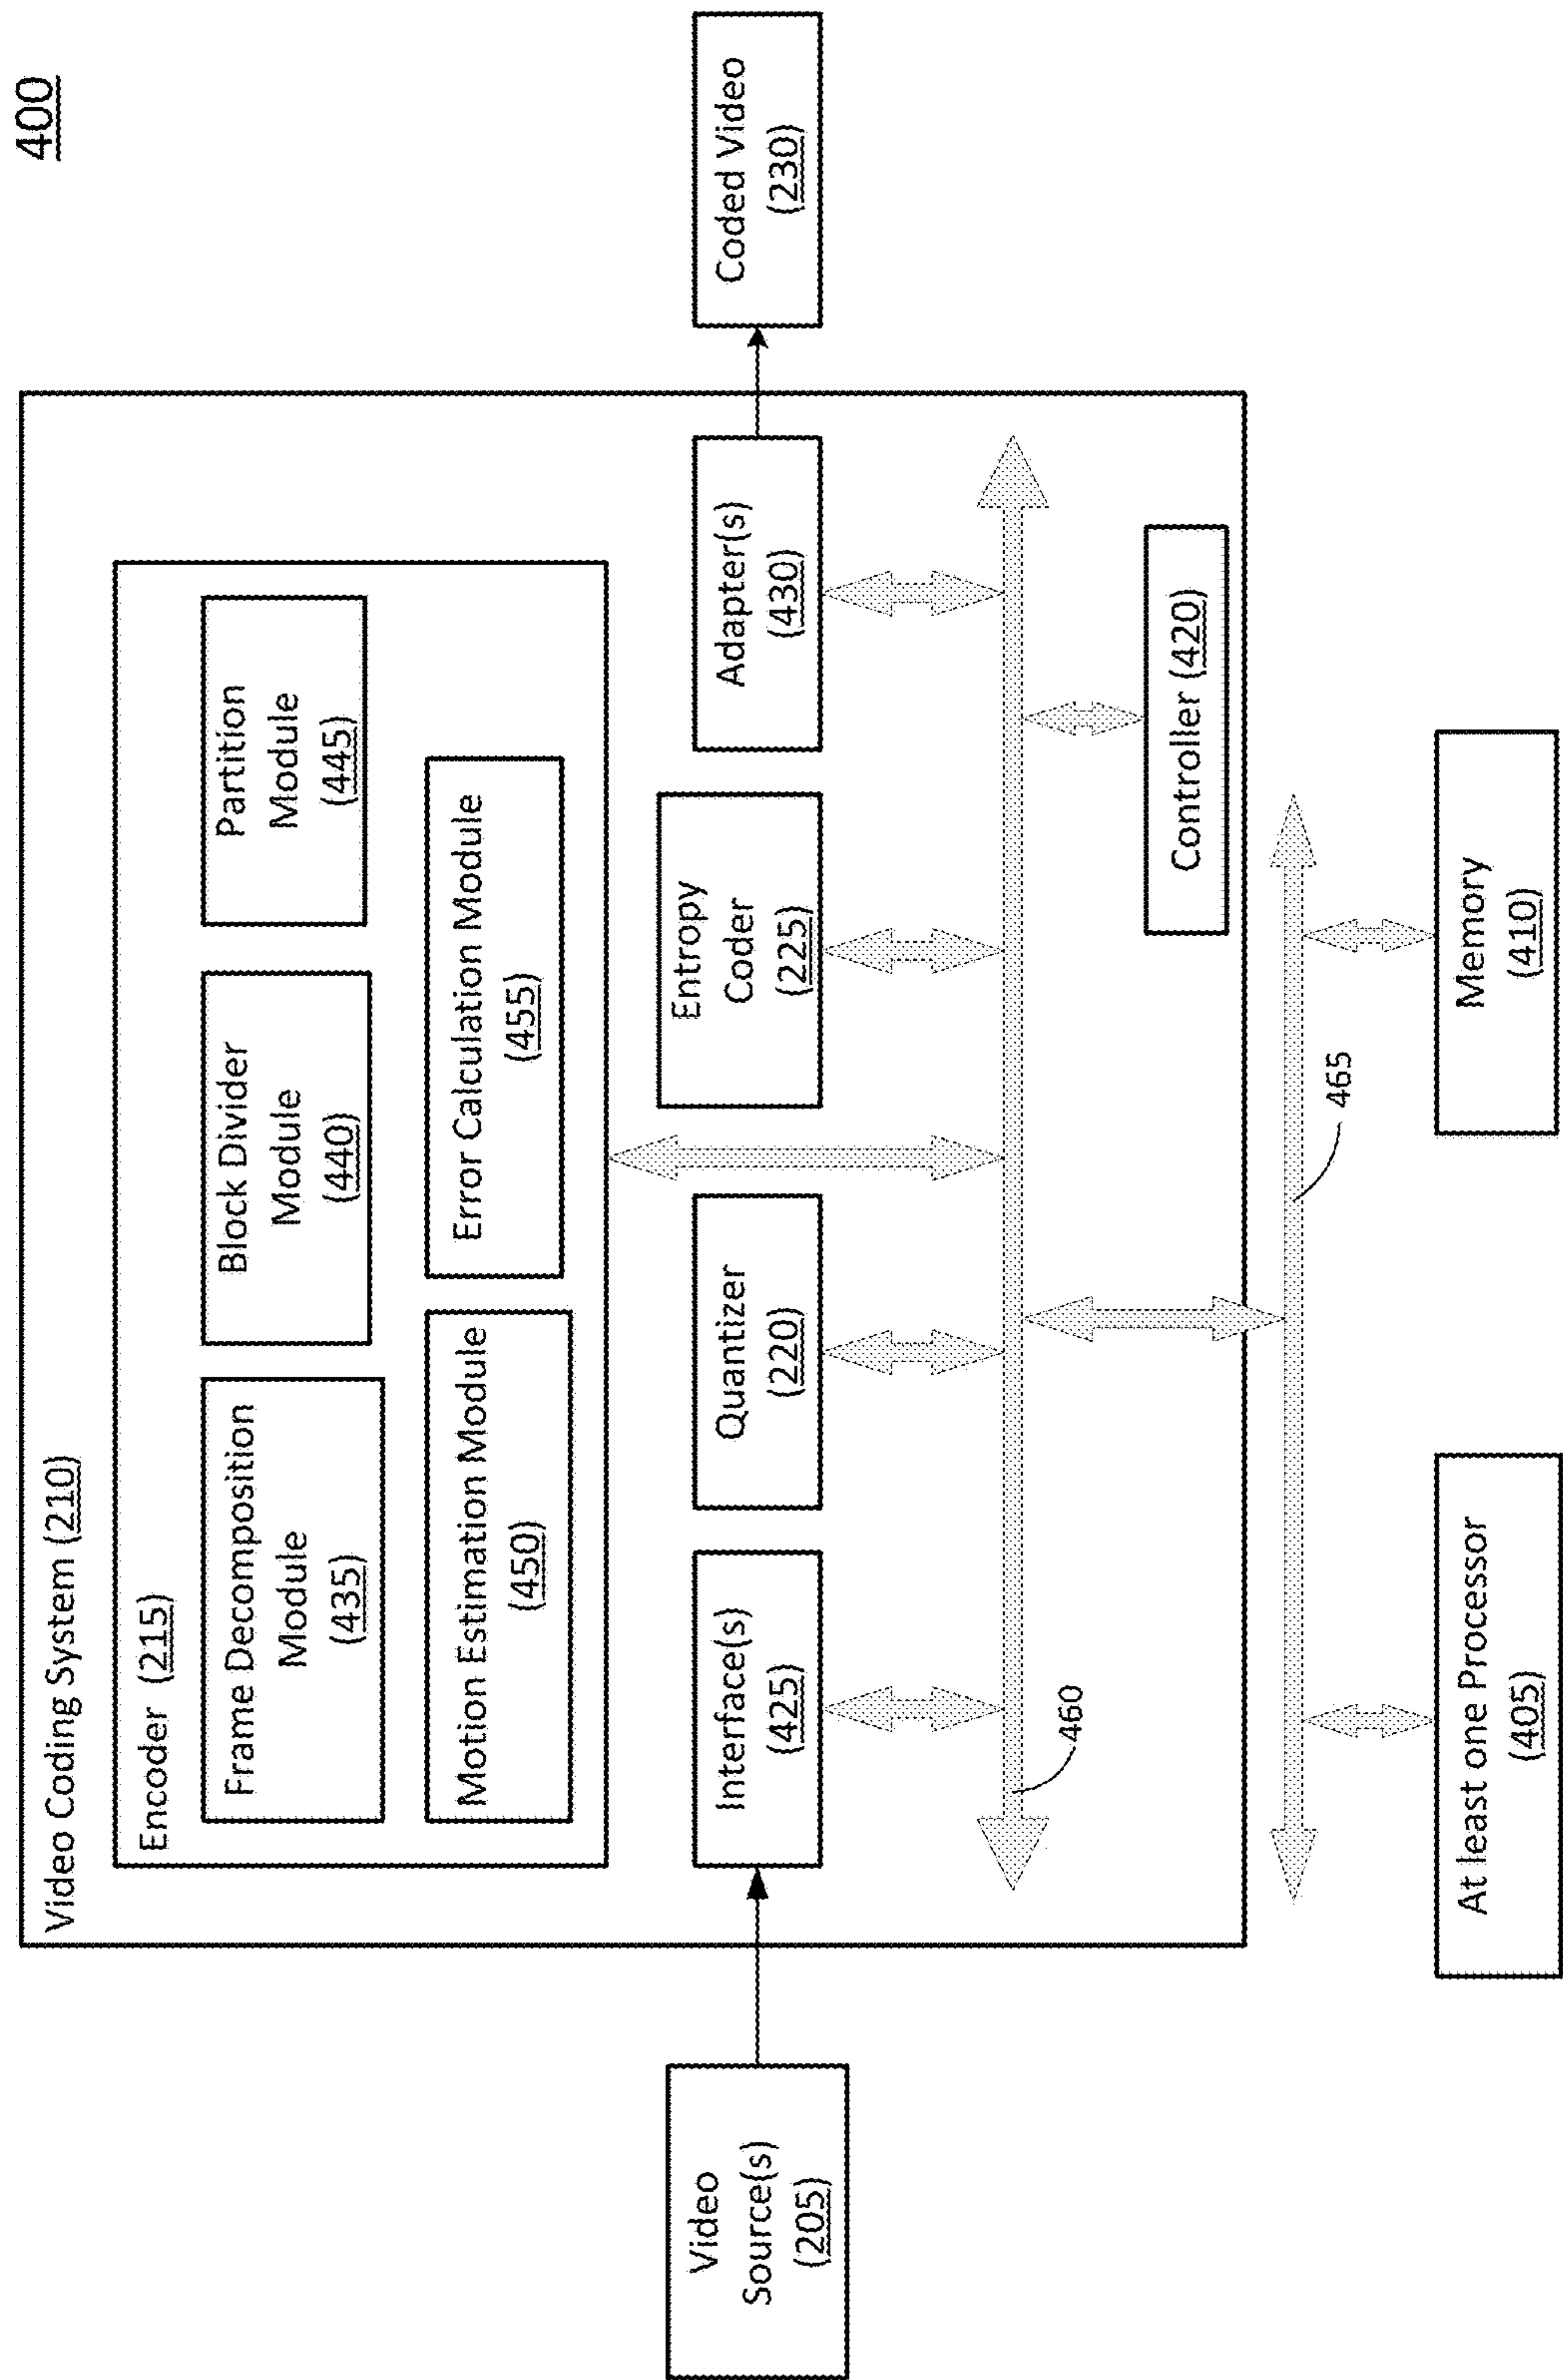 400
Video Coding System (210)
Encoder (215)
Frame Decomposition
Module
(435)
Block Divider
Module
(440)
Partition
Module
(445)
Motion Estimation Module
(450)
Error Calculation Module
(455)
Video
Source(s)
(205)
Interface(s)
(425)
Quantizer
(220)
Entropy
Coder
(225)
Adapter(s)
(430)
Coded Video
(230)
460
Controller (420)
465
At least one Processor
(405)
Memory
(410)